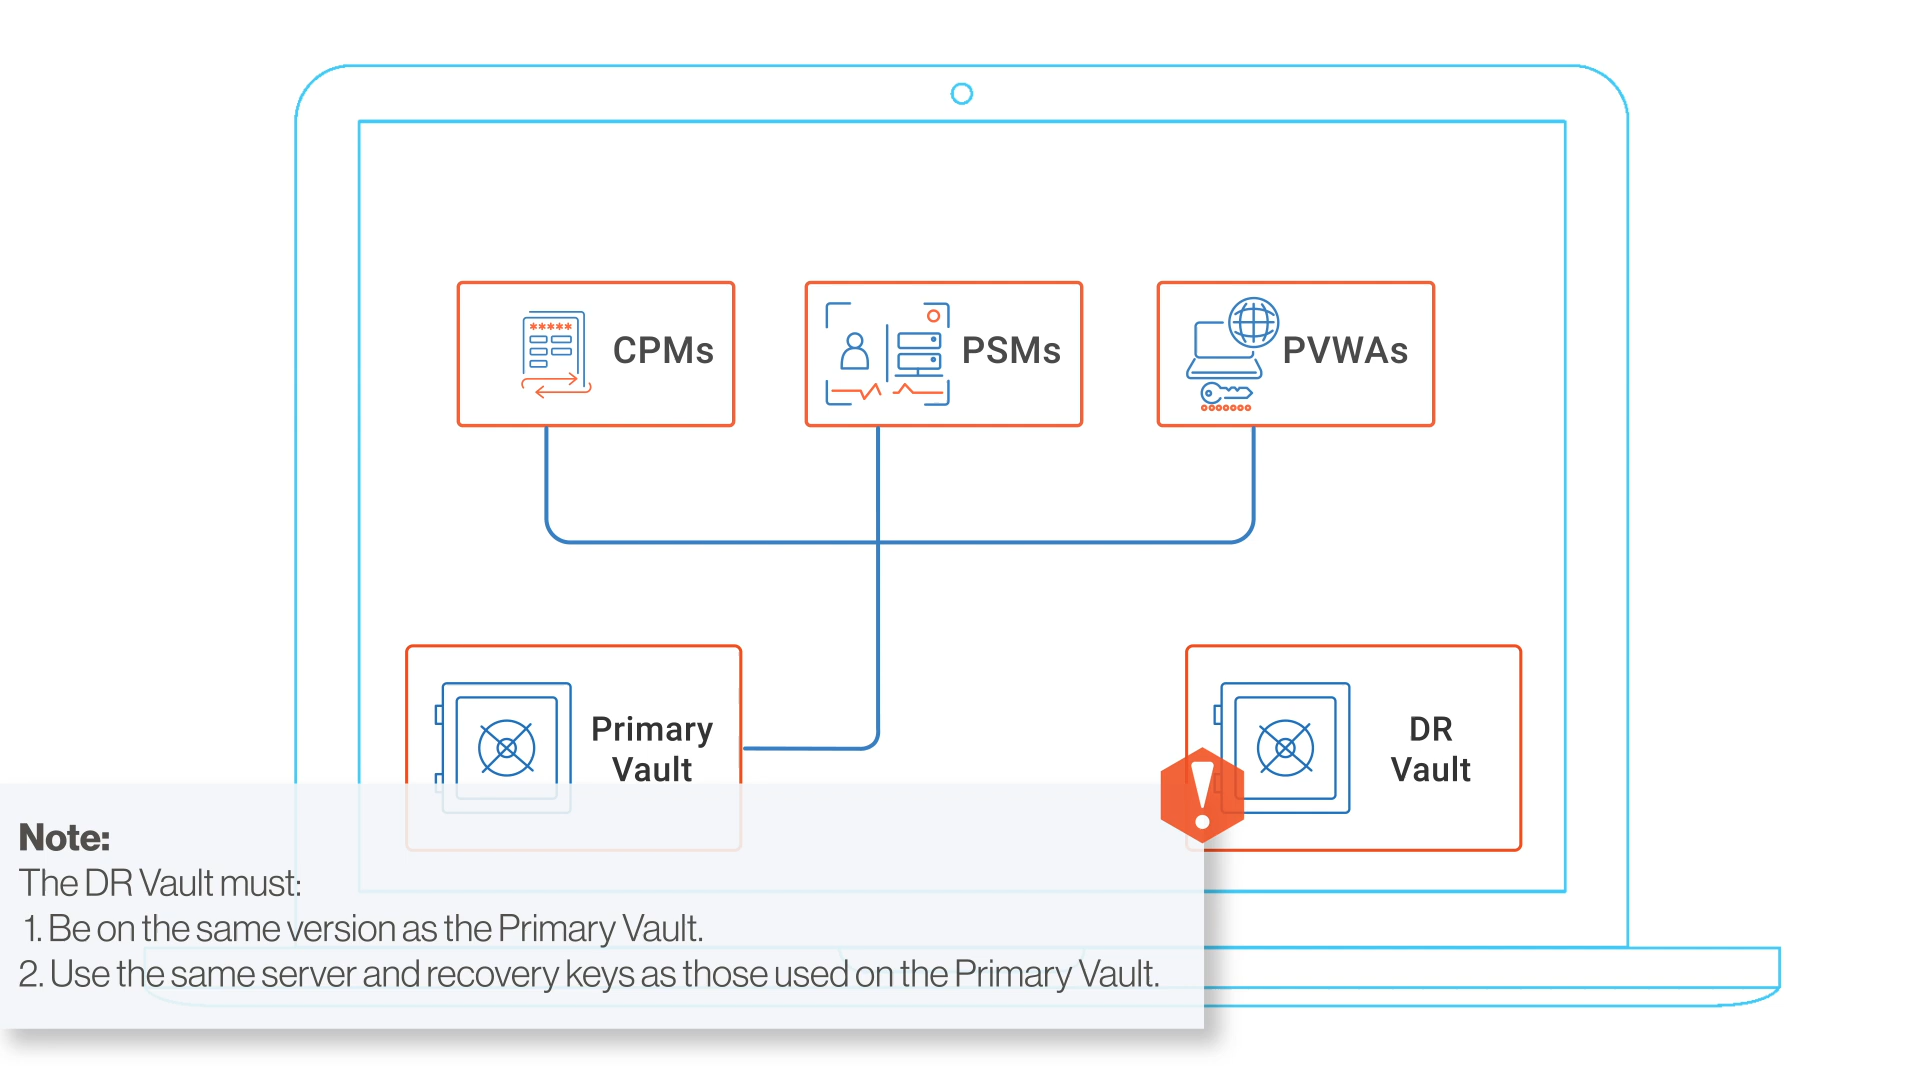 *****
CPMs
PSMs
PVWAs
Primary
Vault
DR
Vault
Note:
The DR Vault must:
1. Be on the same version as the Primary Vault.
2. Use the same server and recovery keys as those used on the Primary Vault.